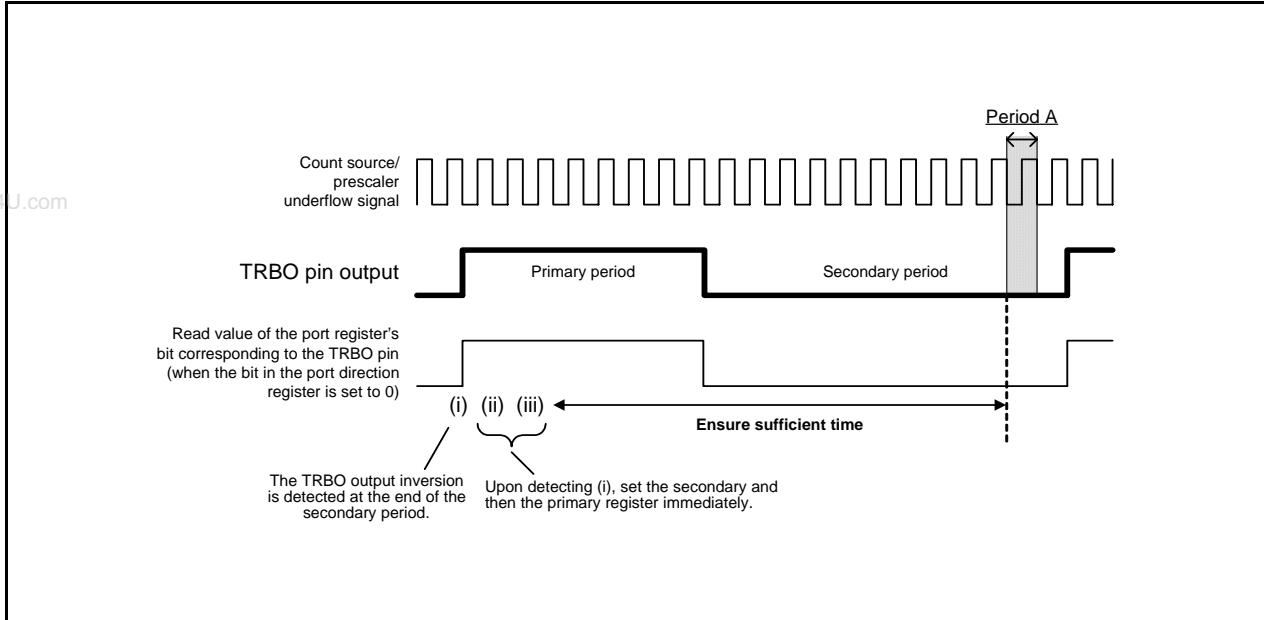 Period A
Count source/
prescaler
underflow signal
4U.com
TRBO pin output
Primary period
Secondary period
Read value of the port register's
bit corresponding to the TRBO pin
(when the bit in the port direction
register is set to 0)
(i) (ii) (iii)
Ensure sufficient time
The TRBO output inversion
is detected at the end of the
secondary period.
Upon detecting (i), set the secondary and
then the primary register immediately.